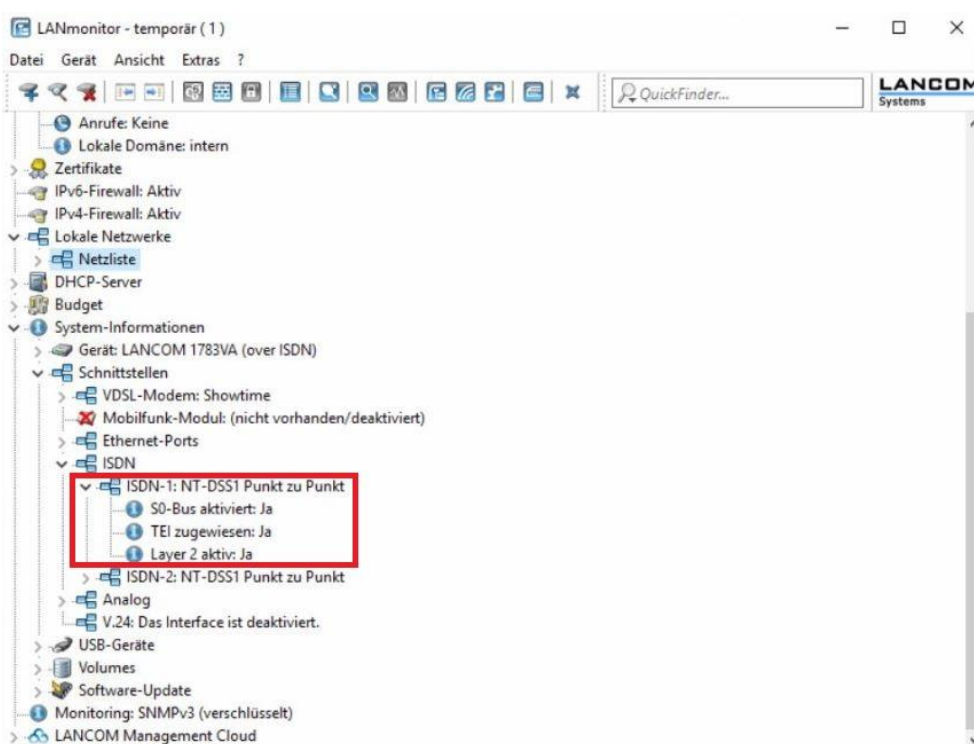 LANmonitor - temporär ( 1 )
Datei Gerät Ansicht Extras ?
QuickFinder...
LANCOM
Systems
Anrufe: Keine
Lokale Domäne: intern
Zertifikate
IPv6-Firewall: Aktiv
IPv4-Firewall: Aktiv
Lokale Netzwerke
Netzliste
DHCP-Server
Budget
System-Informationen
Gerät: LANCOM 1783VA (over ISDN)
Schnittstellen
VDSL-Modem: Showtime
Mobilfunk-Modul: (nicht vorhanden/deaktiviert)
Ethernet-Ports
ISDN
ISDN-1: NT-DSS1 Punkt zu Punkt
S0-Bus aktiviert: Ja
TEI zugewiesen: Ja
Layer 2 aktiv: Ja
ISDN-2: NT-DSS1 Punkt zu Punkt
Analog
V.24: Das Interface ist deaktiviert.
USB-Geräte
Volumes
Software-Update
Monitoring: SNMPv3 (verschlüsselt)
LANCOM Management Cloud